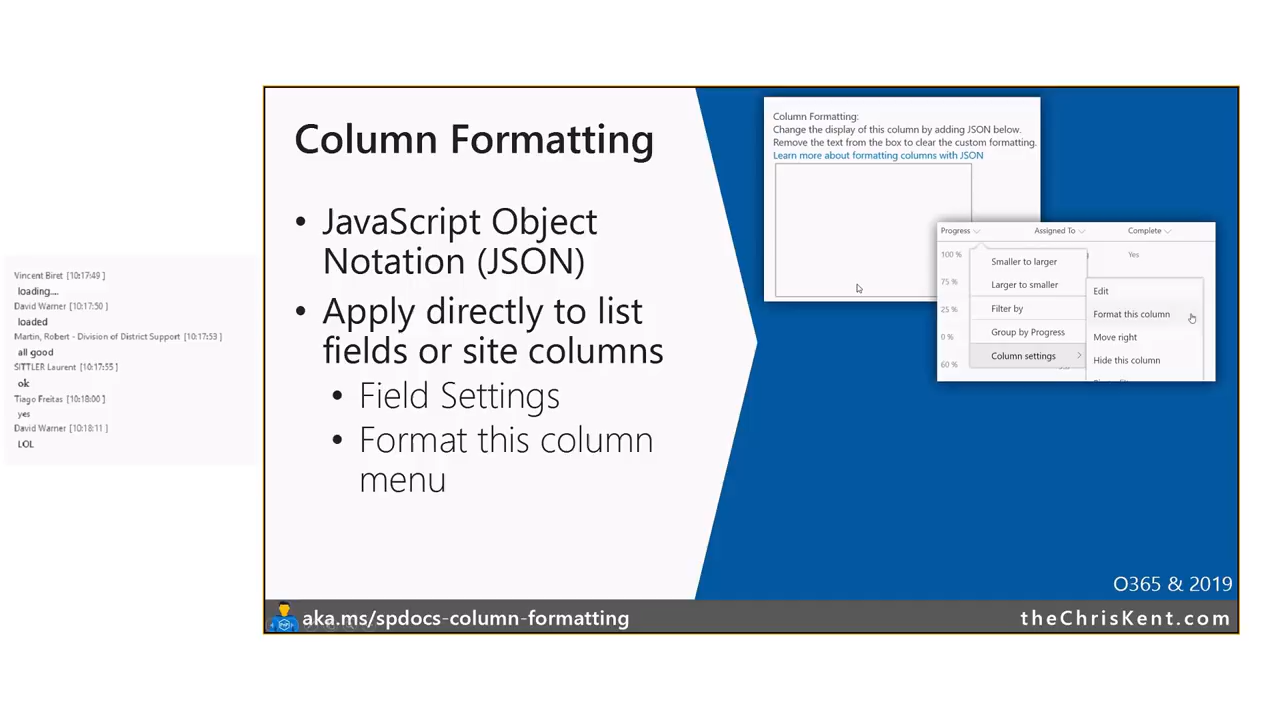 Vincent Biret [10:17:49 ]
loading....
David Warner [10:17:50 ]
loaded
Martin, Robert - Division of District Support [10:17:53 ]
all good
SITTLER Laurent [10:17:55 ]
ok
Tiago Freitas [10:18:00 ]
yes
David Warner [10:18:11 ]
LOL
Column Formatting
• JavaScript Object
Notation (JSON)
• Apply directly to list
fields or site columns
• Field Settings
• Format this column
menu
Column Formatting:
Change the display of this column by adding JSON below.
Remove the text from the box to clear the custom formatting.
Learn more about formatting columns with JSON
Progress Assigned To Complete
100 % Yes
75 %
25 %
0 %
60 %
Smaller to larger
Larger to smaller
Filter by
Group by Progress
Column settings
Edit
Format this column
Move right
Hide this column
O365 & 2019
aka.ms/spdocs-column-formatting
theChrisKent.com